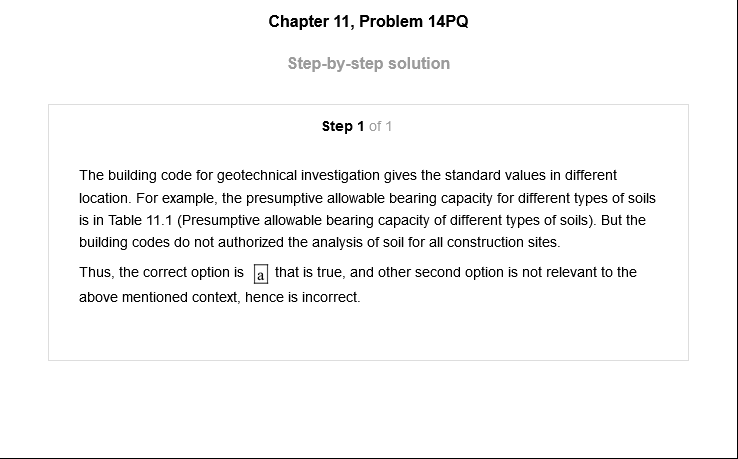 Chapter 11, Problem 14PQ
Step-by-step solution
Step 1 of 1
The building code for geotechnical investigation gives the standard values in different
location. For example, the presumptive allowable bearing capacity for different types of soils
is in Table 11.1 (Presumptive allowable bearing capacity of different types of soils). But the
building codes do not authorized the analysis of soil for all construction sites.
Thus, the correct option is a that is true, and other second option is not relevant to the
above mentioned context, hence is incorrect.